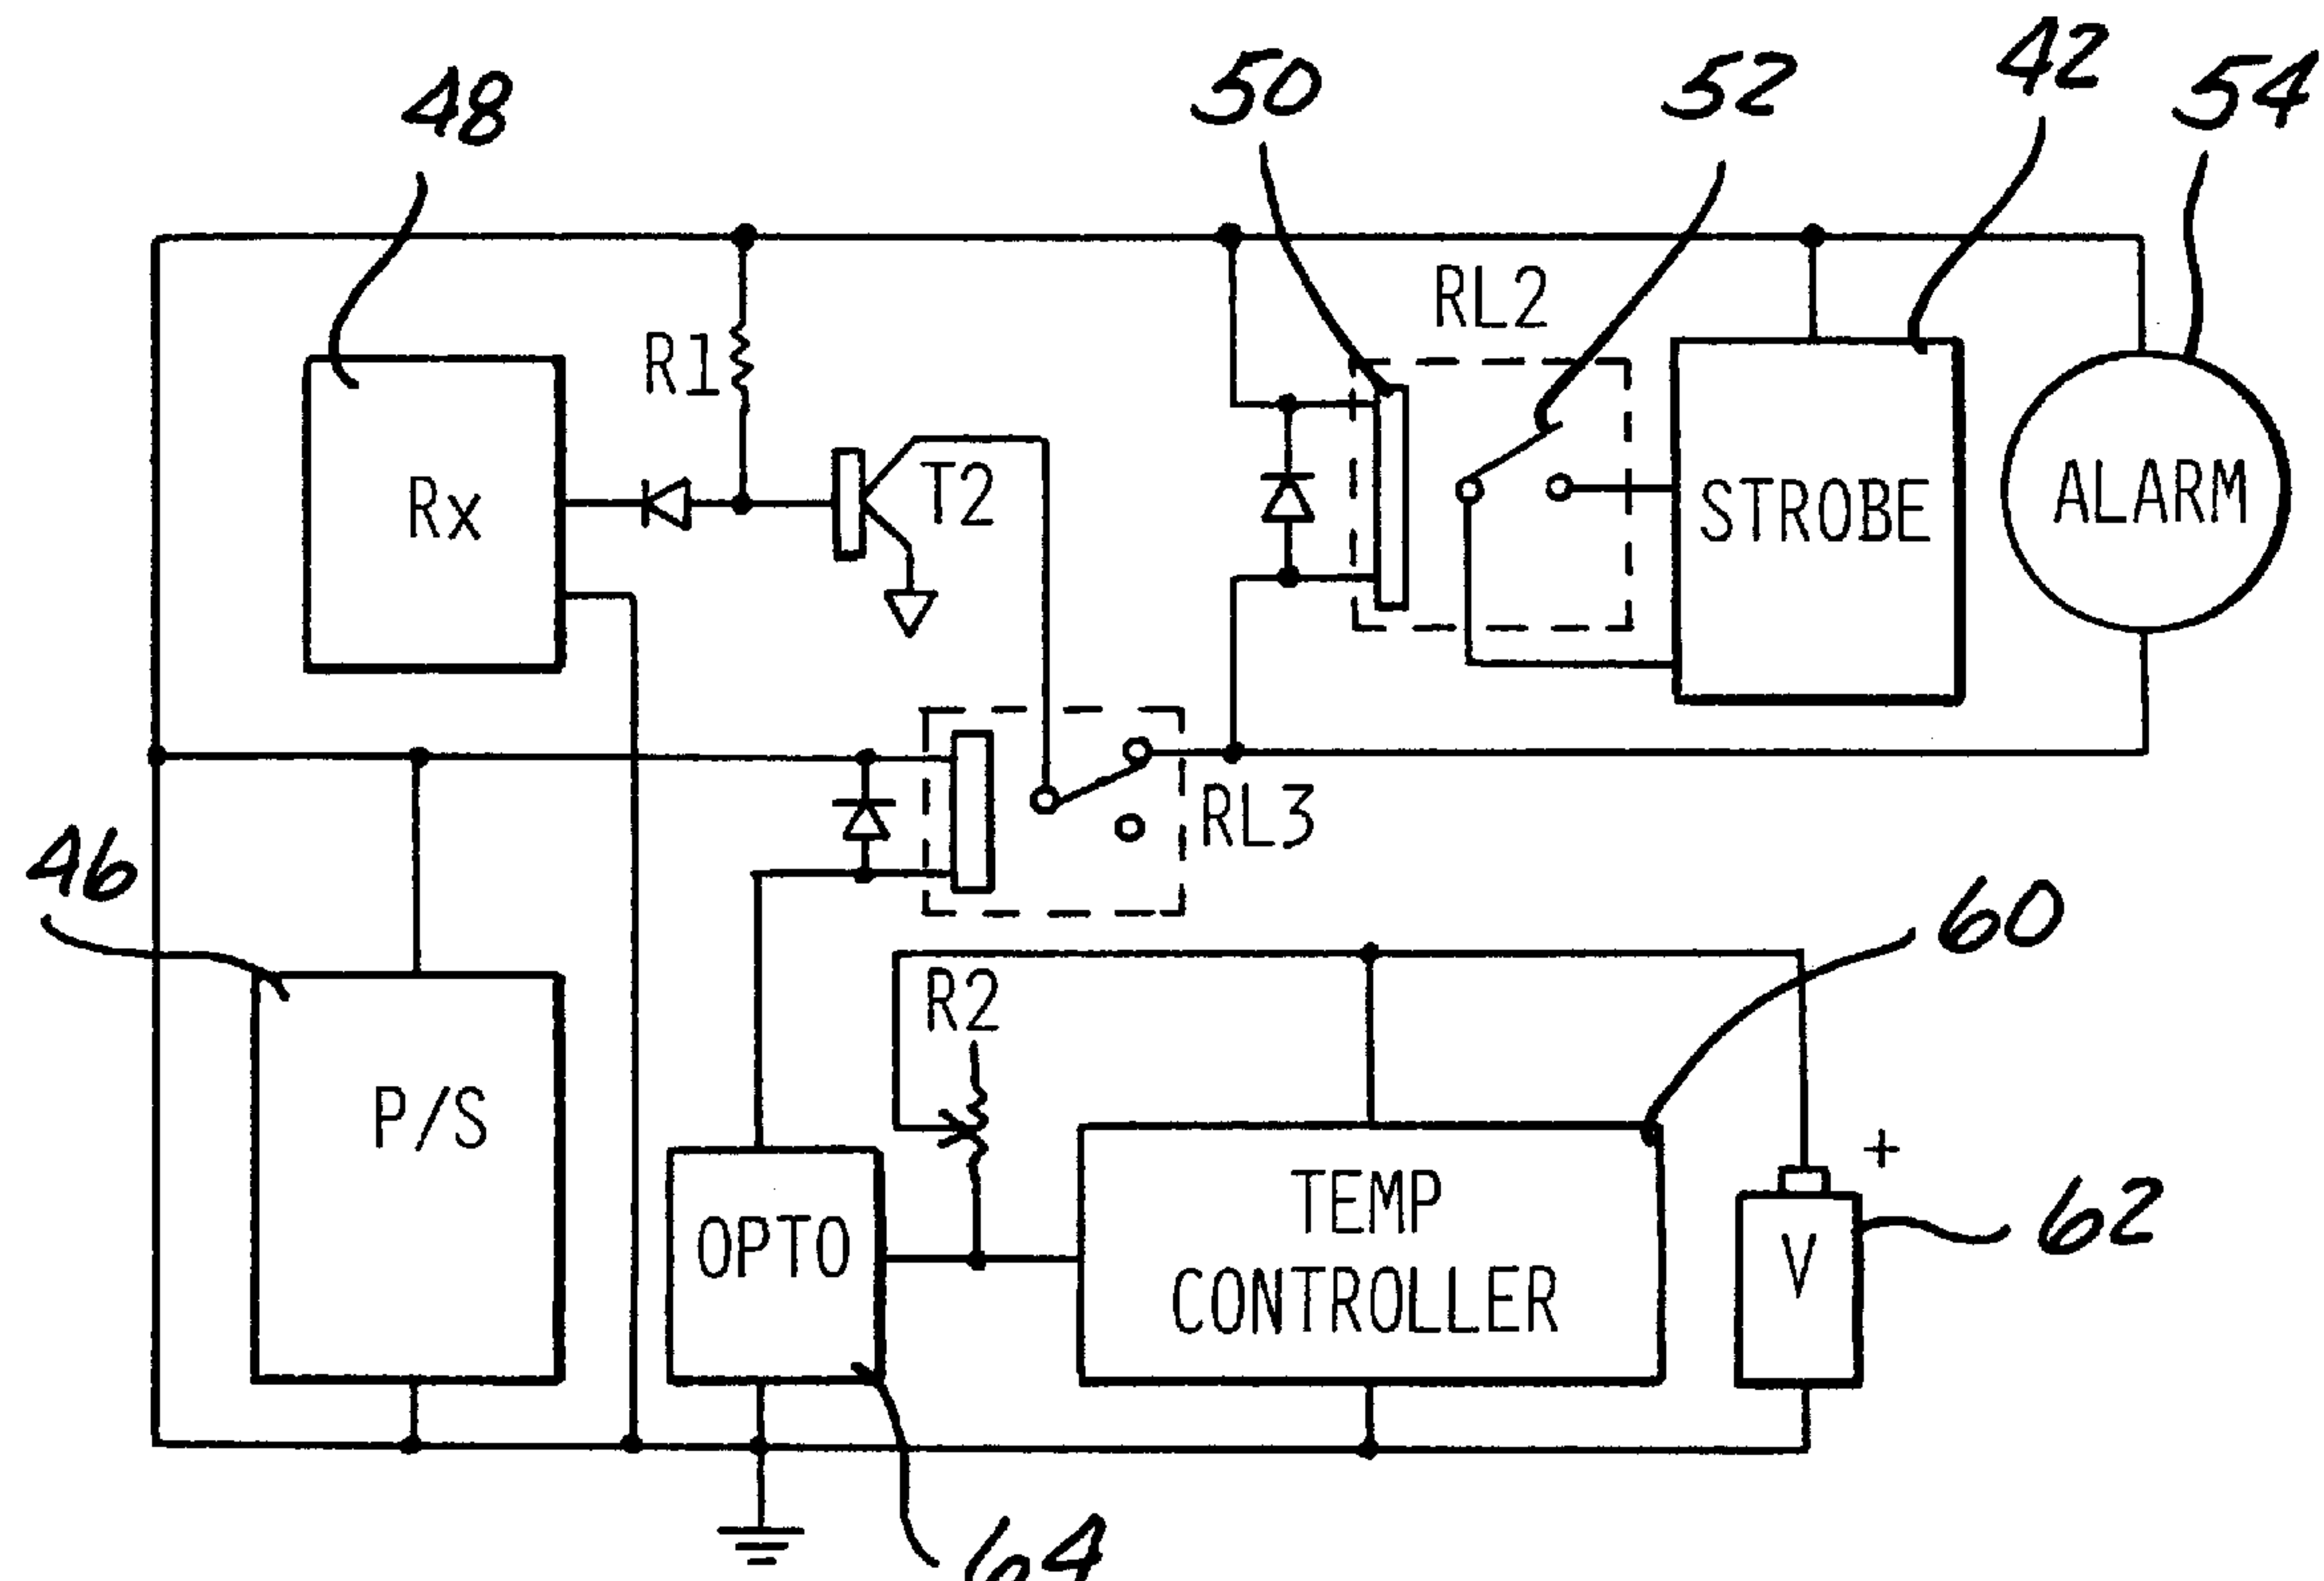 48
50
52
42
54
RL2
R1
Rx
T2
STROBE
ALARM
RL3
46
60
R2
P/S
+
TEMP
CONTROLLER
OPTO
V
62
64